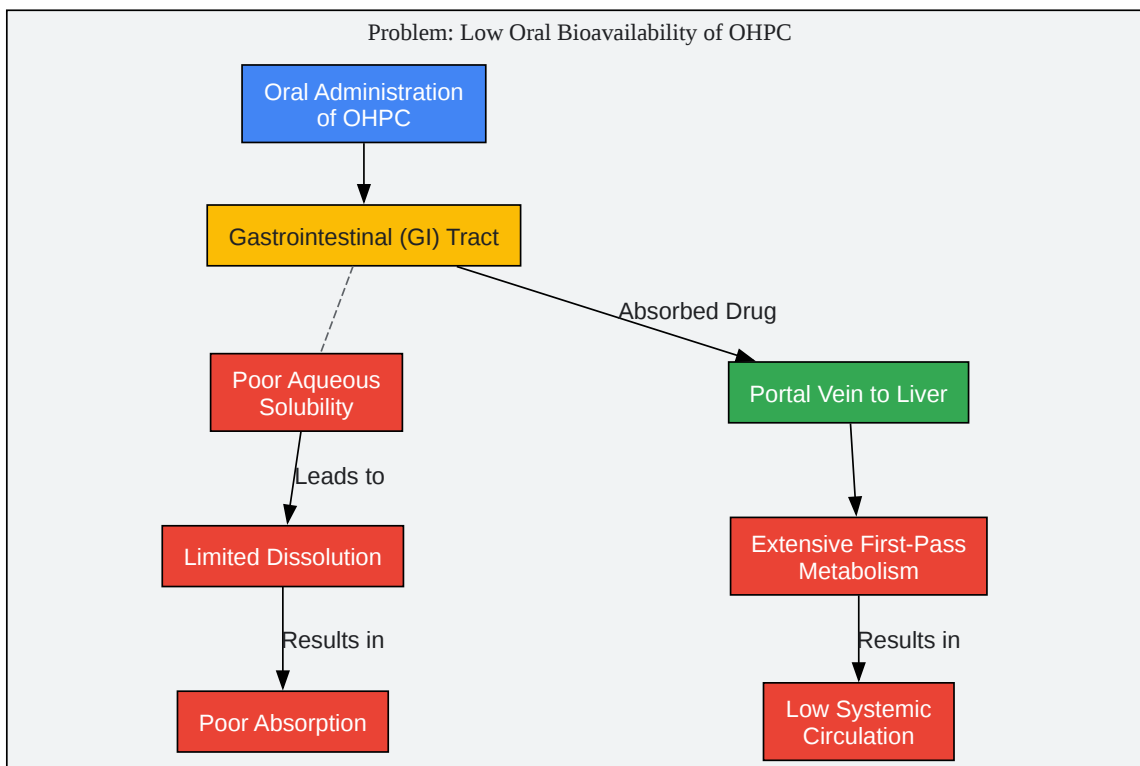 Problem: Low Oral Bioavailability of OHPC
Oral Administration
of OHPC
Gastrointestinal (GI) Tract
Absorbed Drug
Poor Aqueous
Solubility
Portal Vein to Liver
Leads to
Limited Dissolution
Extensive First-Pass
Metabolism
Results in
Results in
Poor Absorption
Low Systemic
Circulation